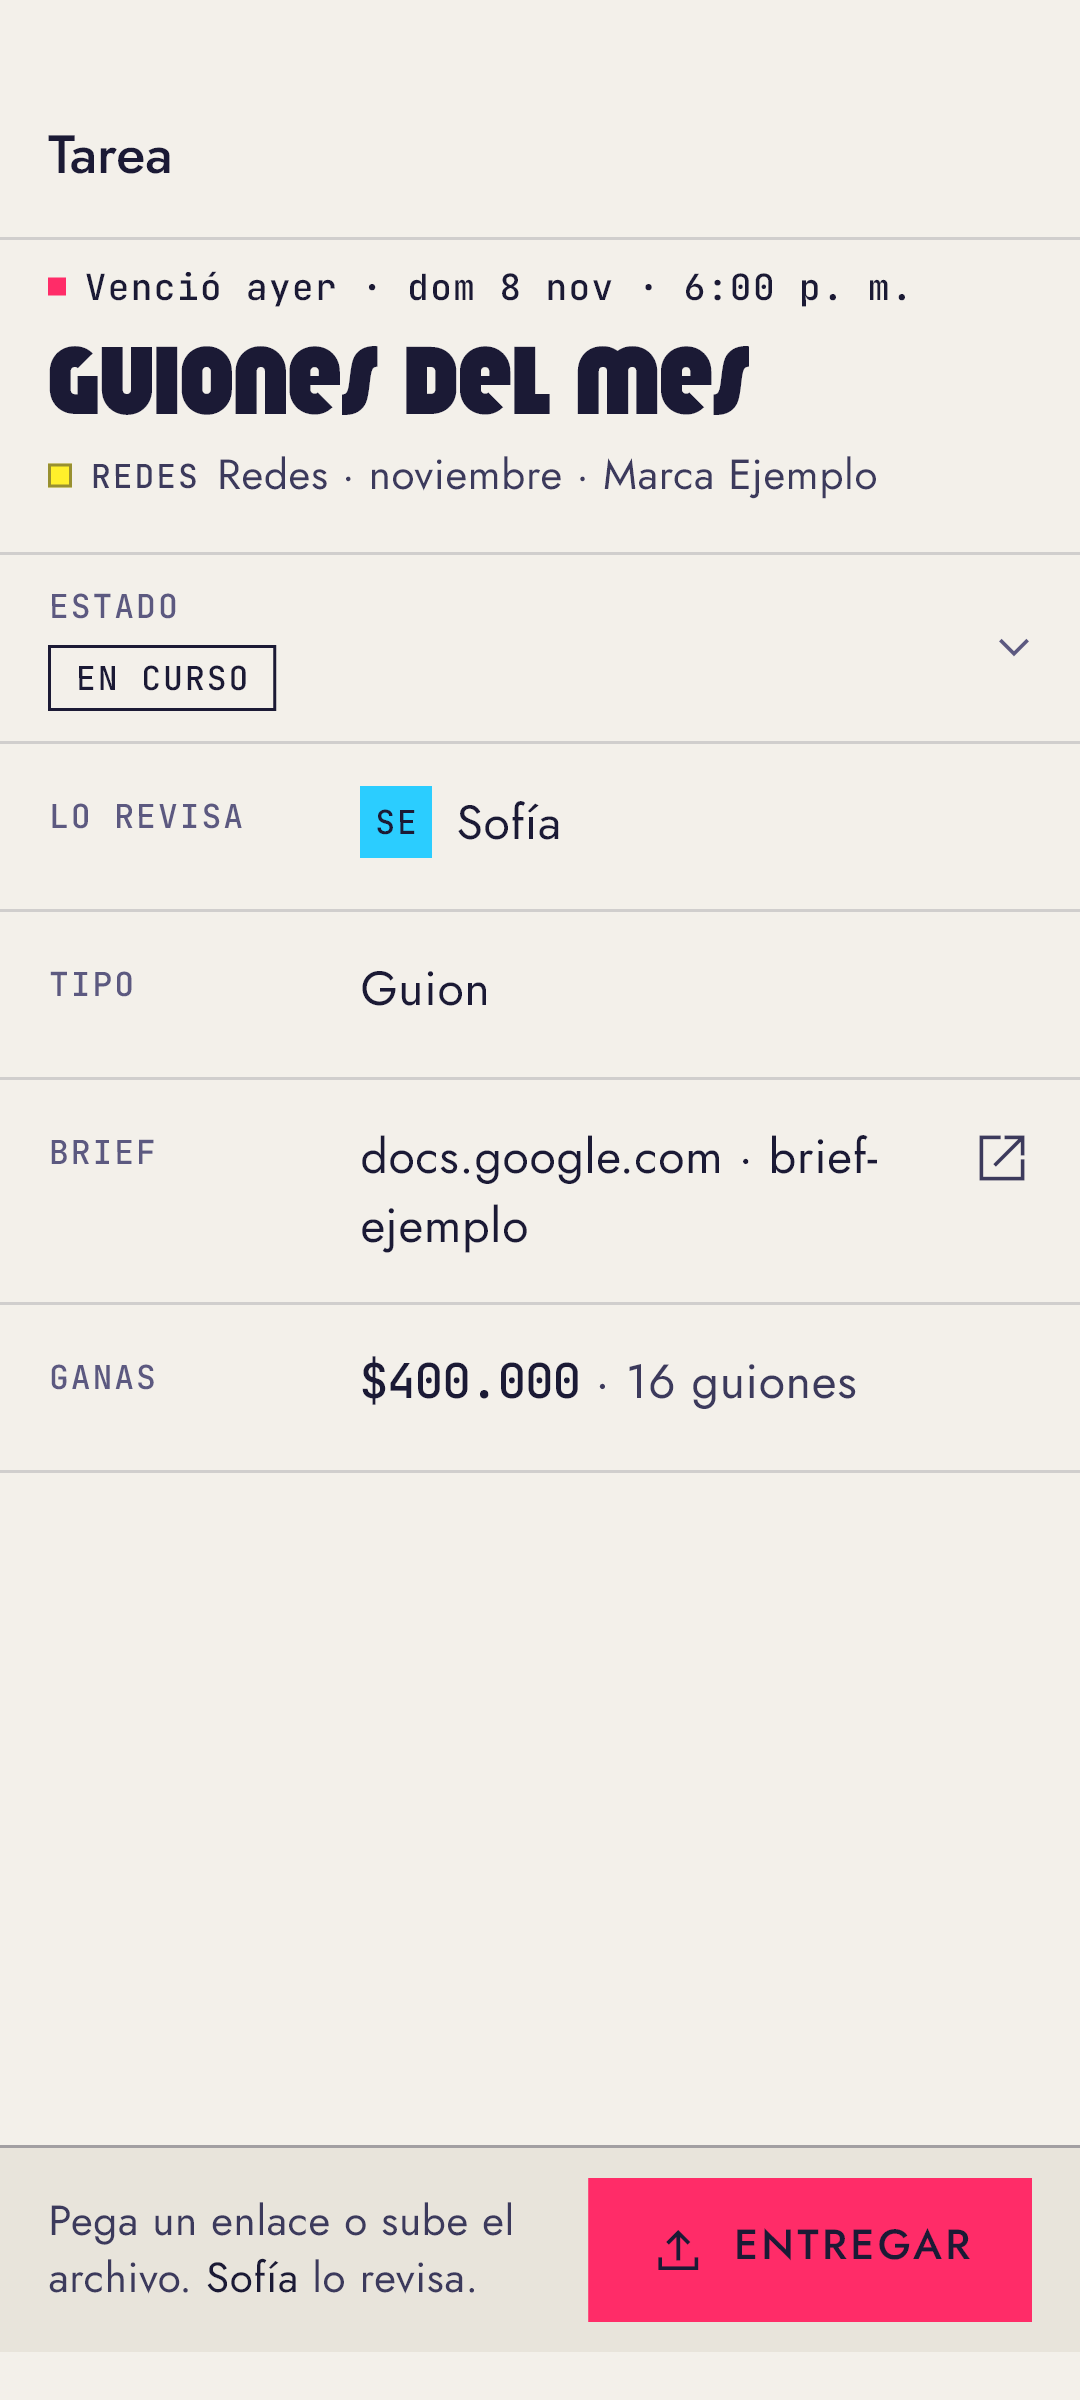 Tarea
Venció ayer · dom 8 nov · 6:00 p. m.
GUIONES DEL MES
REDES Redes · noviembre · Marca Ejemplo
ESTADO
EN CURSO
LO REVISA
SE Sofía
TIPO
Guion
BRIEF
docs.google.com · brief-
ejemplo
GANAS
$400.000 · 16 guiones
Pega un enlace o sube el
archivo. Sofía lo revisa.
ENTREGAR